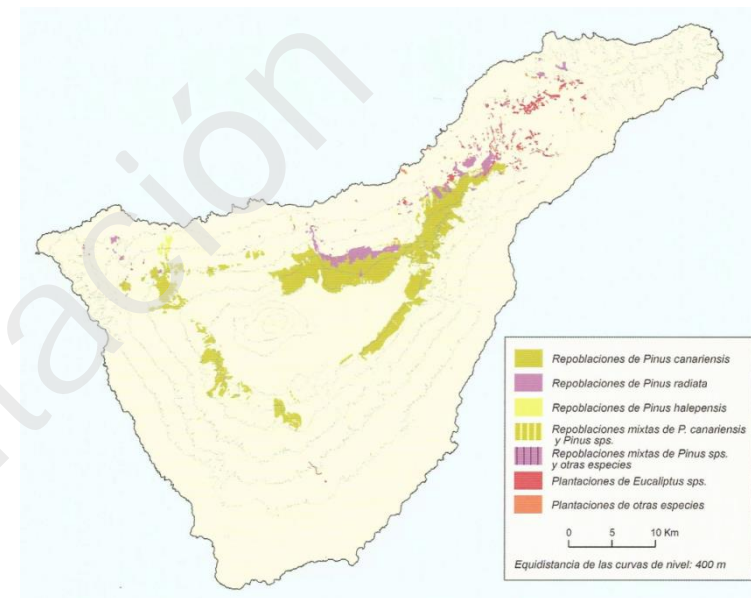 nación
Repoblaciones de Pinus canariensis
Repoblaciones de Pinus radiata
Repoblaciones de Pinus halepensis
Repoblaciones mixtas de P. canariensis
y Pinus sps.
Repoblaciones mixtas de Pinus sps.
y otras especies
Plantaciones de Eucaliptus sps.
Plantaciones de otras especies
0 5 10 Km
Equidistancia de las curvas de nivel: 400 m